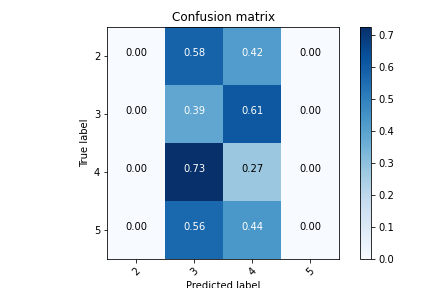 Confusion matrix
0.7
2 0.00 0.58 0.42 0.00
0.6
0.5
3 0.00 0.39 0.61 0.00
0.4
True label
0.3
4 0.00 0.73 0.27 0.00
0.2
5 0.00 0.56 0.44 0.00
0.1
0.0
2 3 4 5
Predicted label